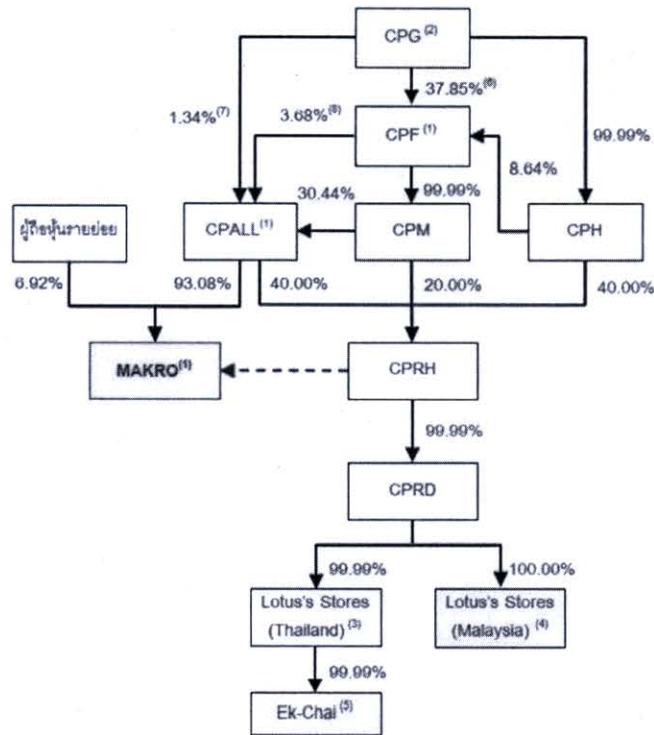 CPG (2)
37.85%(6)
1.34%(7)
3.68%(8)
CPF (1)
99.99%
8.64%
30.44%
99.99%
ผู้ถือหุ้นรายย่อย
CPALL(1)
CPM
CPH
6.92%
93.08%
40.00%
20.00%
40.00%
MAKRO(1)
CPRH
99.99%
CPRD
99.99%
100.00%
Lotus's Stores
(Thailand) (3)
Lotus's Stores
(Malaysia) (4)
99.99%
Ek-Chai (5)